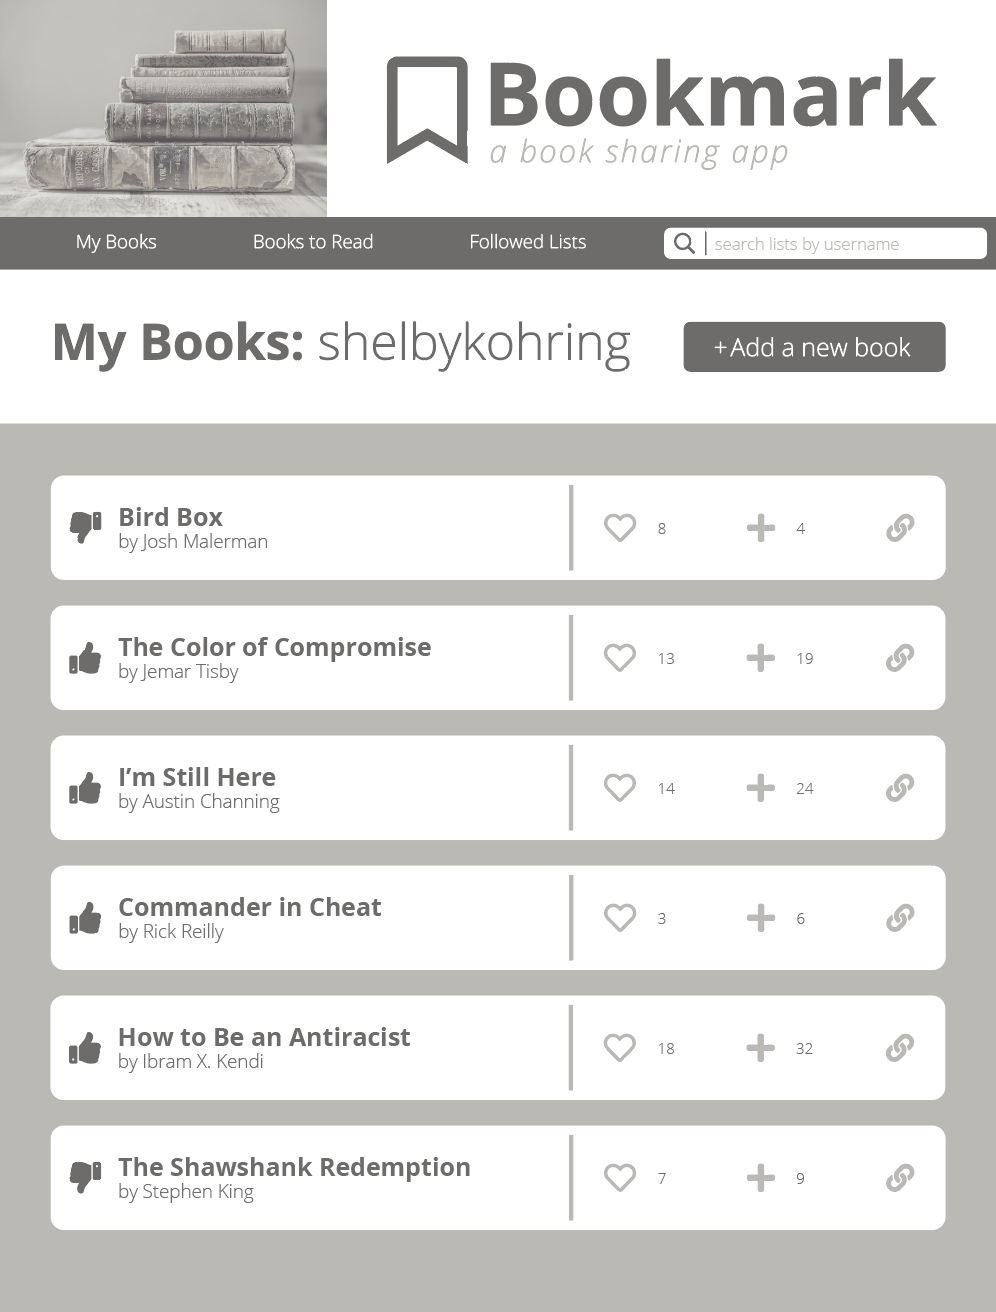 Bookmark
a book sharing app
My Books
Books to Read
Followed Lists
search lists by username
My Books: shelbykohring
+ Add a new book
Bird Box
by Josh Malerman
8
4
The Color of Compromise
by Jemar Tisby
13
19
I'm Still Here
by Austin Channing
14
24
Commander in Cheat
by Rick Reilly
3
6
How to Be an Antiracist
by Ibram X. Kendi
18
32
The Shawshank Redemption
by Stephen King
7
9